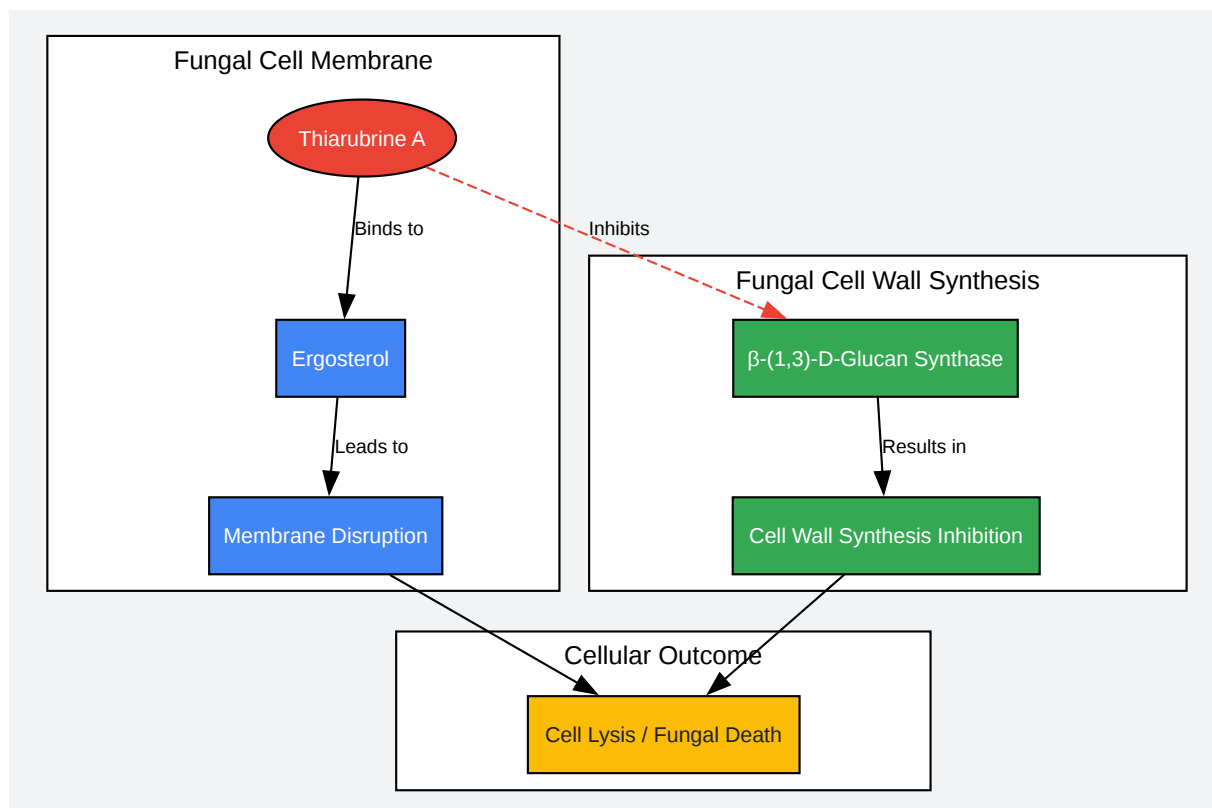 Fungal Cell Membrane
Thiarubrine A
Binds to
Inhibits
Fungal Cell Wall Synthesis
Ergosterol
β-(1,3)-D-Glucan Synthase
Leads to
Results in
Membrane Disruption
Cell Wall Synthesis Inhibition
Cellular Outcome
Cell Lysis / Fungal Death